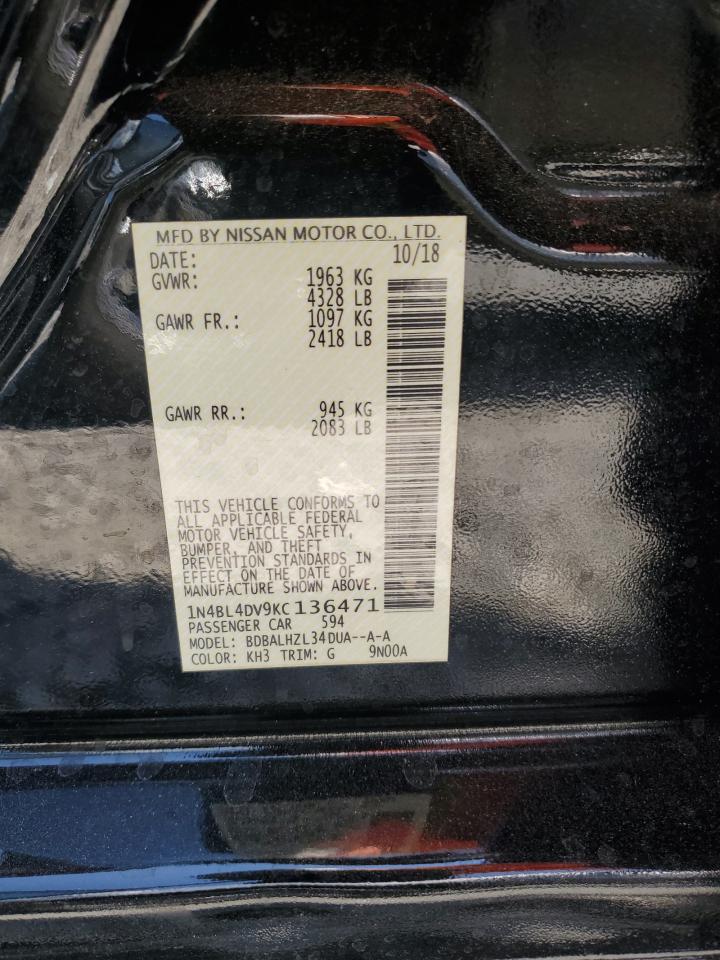 MFD BY NISSAN MOTOR CO., LTD.
DATE: 10/18
GVWR: 1963 KG
4328 LB
GAWR FR.: 1097 KG
2418 LB
GAWR RR.: 945 KG
2083 LB
THIS VEHICLE CONFORMS TO
ALL APPLICABLE FEDERAL
MOTOR VEHICLE SAFETY,
BUMPER, AND THEFT
PREVENTION STANDARDS IN
EFFECT ON THE DATE OF
MANUFACTURE SHOWN ABOVE.
1N4BL4DV9KC136471
PASSENGER CAR 594
MODEL: BDBALHZL34DUA--A-A
COLOR: KH3 TRIM: G 9N00A